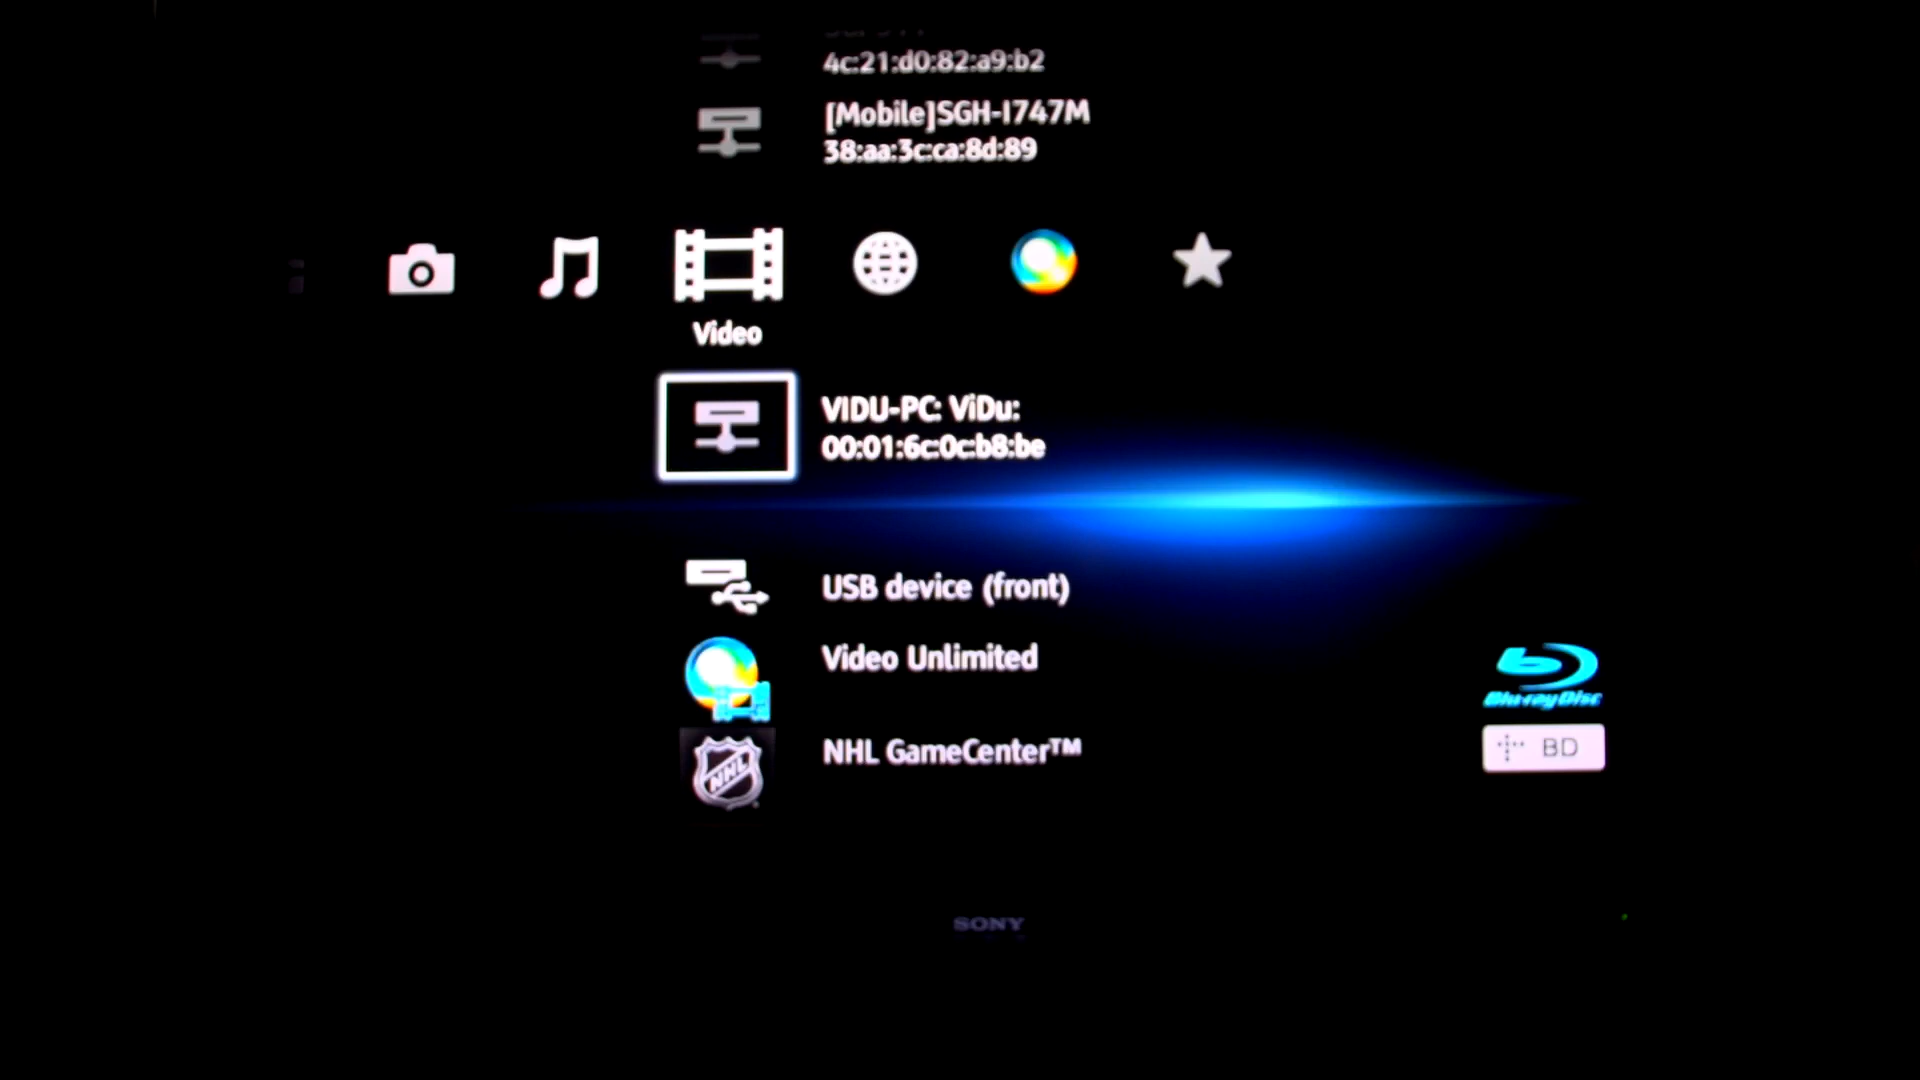 4c:21:d0:82:a9:b2
[Mobile]SGH-I747M
38:aa:3c:ca:8d:89
Video
VIDU-PC: ViDu:
00:01:6c:0c:b8:be
USB device (front)
Video Unlimited
Blu-ray Disc
NHL
NHL GameCenter™
BD
SONY